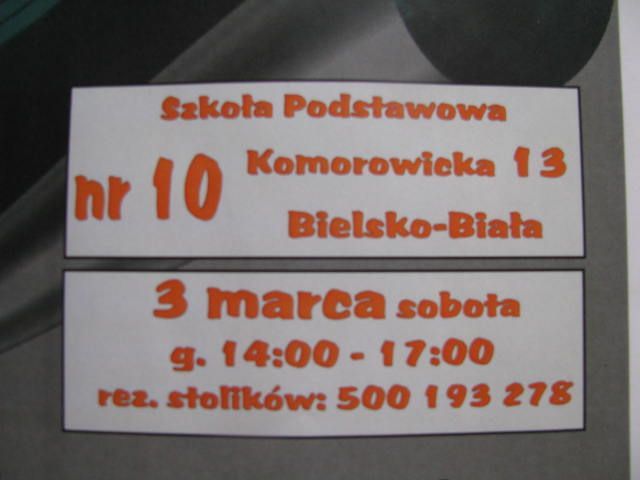 Szkoła Podstawowa
nr 10 Komorowicka 13
Bielsko-Biała
3 marca sobota
g. 14:00 - 17:00
rez. stolików: 500 193 278